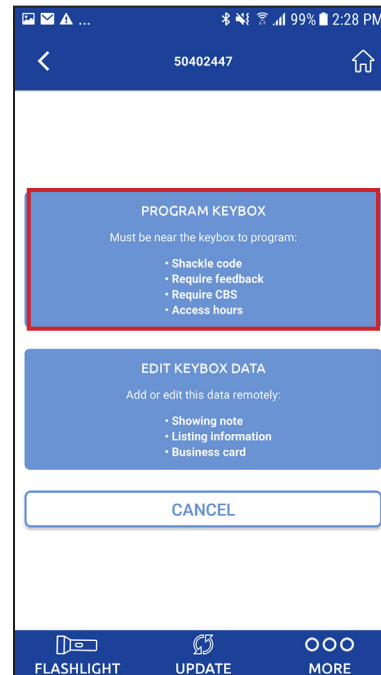 99% 2:28 PM
50402447
PROGRAM KEYBOX
Must be near the keybox to program:
• Shackle code
• Require feedback
• Require CBS
• Access hours
EDIT KEYBOX DATA
Add or edit this data remotely:
• Showing note
• Listing information
• Business card
CANCEL
FLASHLIGHT UPDATE MORE